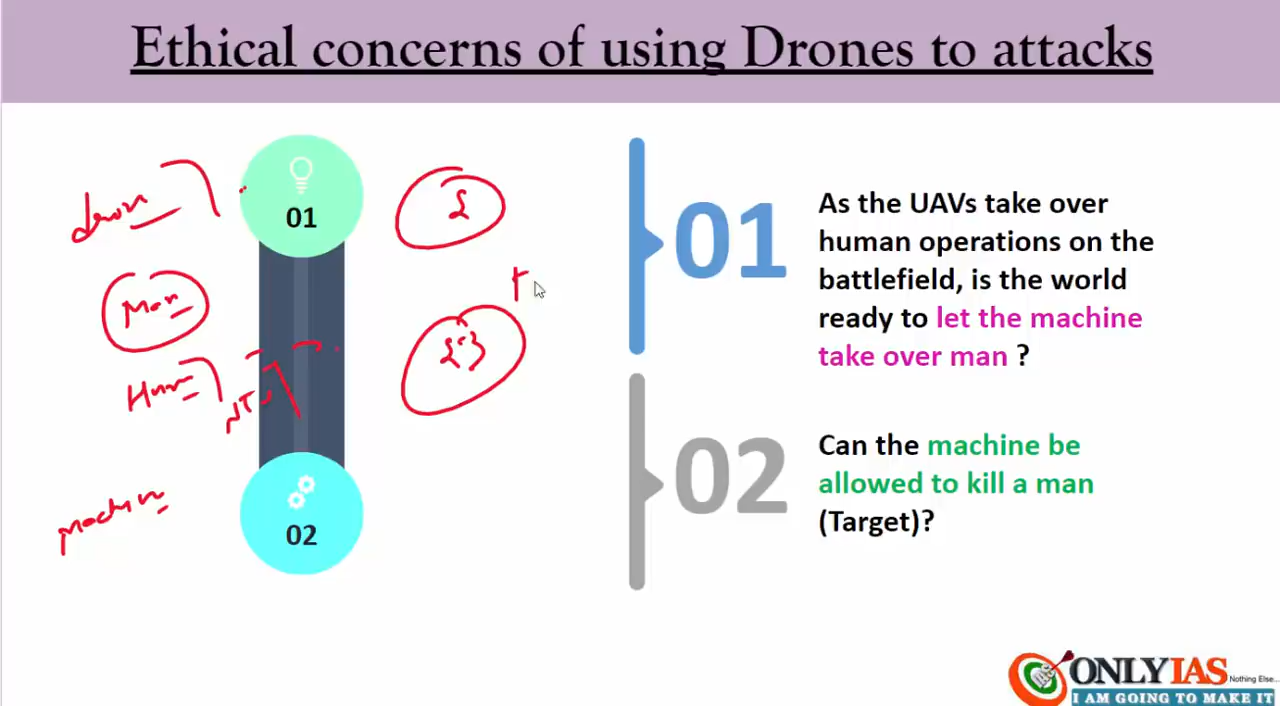 Ethical concerns of using Drones to attacks
01
02
dron
Man
machin
01
As the UAVs take over
human operations on the
battlefield, is the world
ready to let the machine
take over man ?
02
Can the machine be
allowed to kill a man
(Target)?
ONLYIAS
Nothing Else...
I AM GOING TO MAKE IT